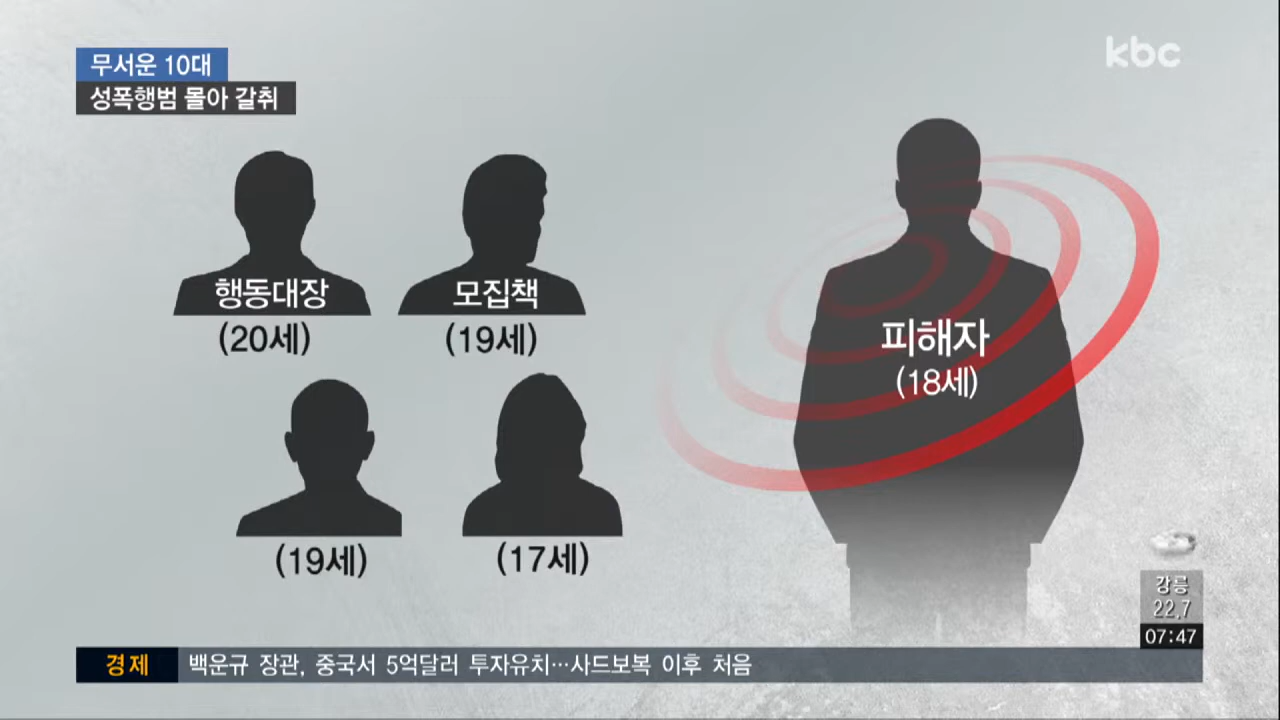 무서운 10대
kbc
성폭행범 몰아 갈취
행동대장
(20세)
모집책
(19세)
피해자
(18세)
(19세)
(17세)
강릉
22.7
07:47
경제 백운규 장관, 중국서 5억달러 투자유치…사드보복 이후 처음